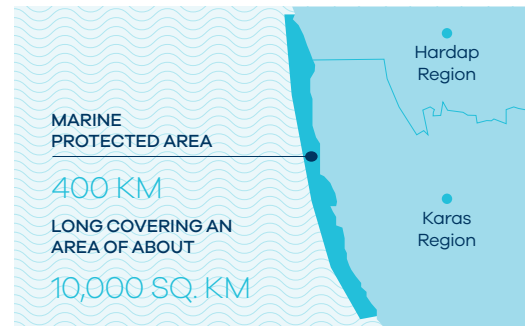 Hardap
Region
MARINE
PROTECTED AREA
400 KM
LONG COVERING AN
AREA OF ABOUT
10,000 SQ. KM
Karas
Region